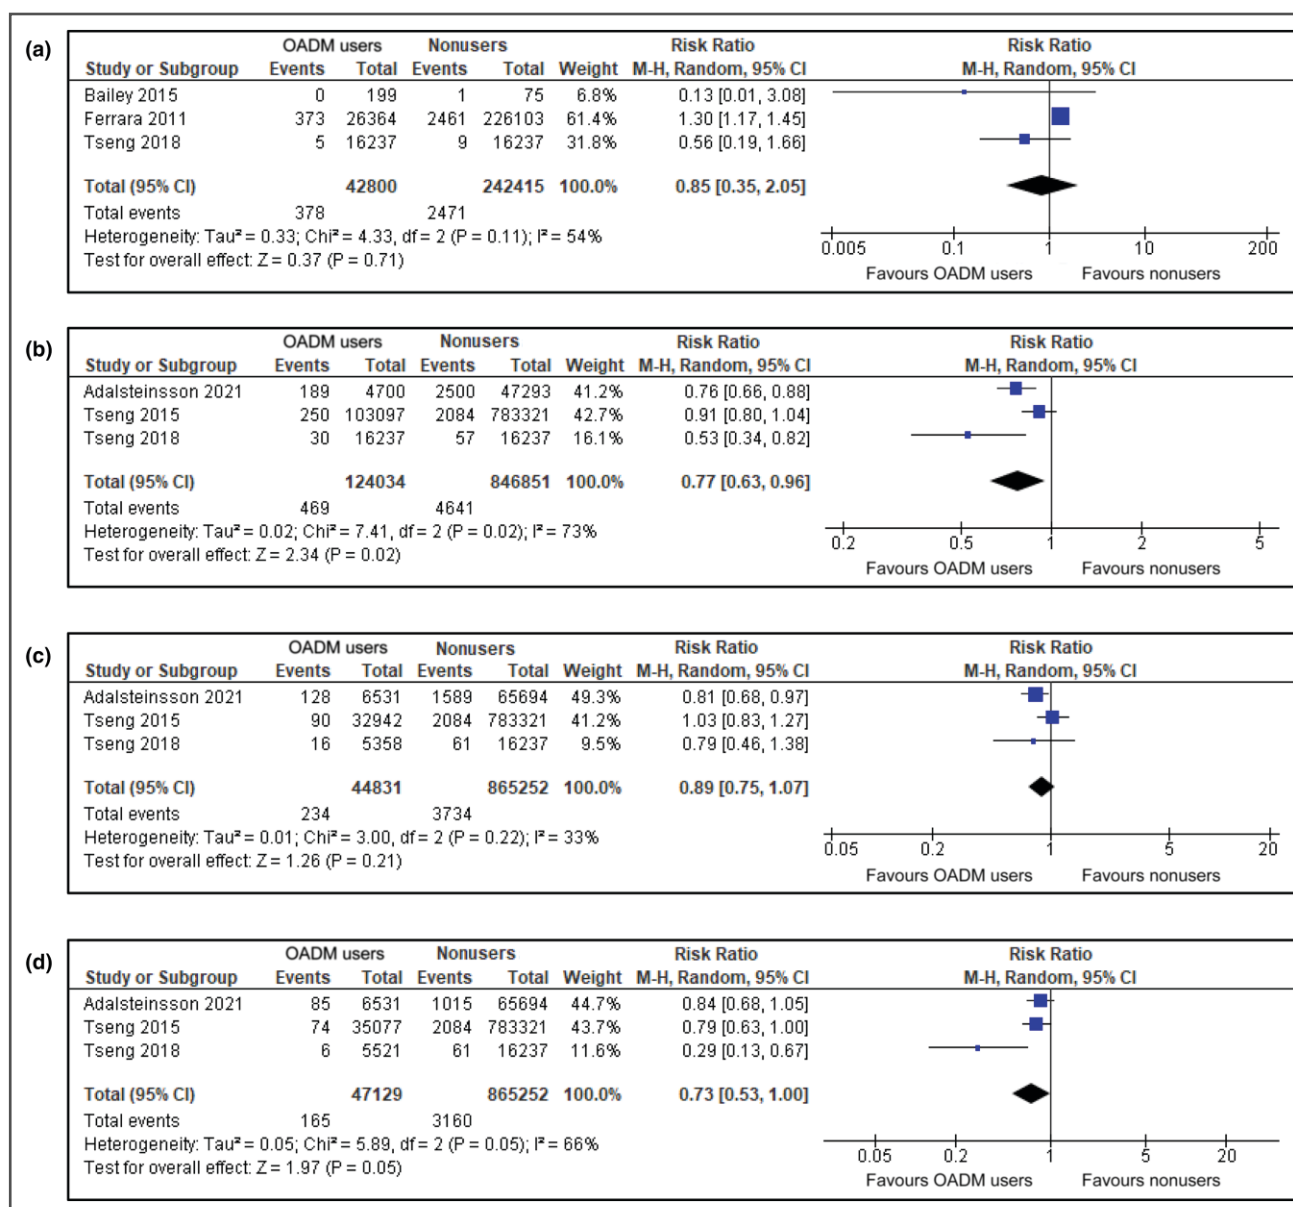 (a)
OADM users Nonusers Risk Ratio Risk Ratio
Study or Subgroup Events Total Events Total Weight M-H, Random, 95% CI M-H, Random, 95% CI
Bailey 2015 0 199 1 75 6.8% 0.13 [0.01, 3.08]
Ferrara 2011 373 26364 2461 226103 61.4% 1.30 [1.17, 1.45]
Tseng 2018 5 16237 9 16237 31.8% 0.56 [0.19, 1.66]
Total (95% CI) 42800 242415 100.0% 0.85 [0.35, 2.05]
Total events 378 2471
Heterogeneity: Tau² = 0.33; Chi² = 4.33, df = 2 (P = 0.11); I² = 54%
Test for overall effect: Z = 0.37 (P = 0.71)
0.005 0.1 1 10 200
Favours OADM users Favours nonusers
(b)
OADM users Nonusers Risk Ratio Risk Ratio
Study or Subgroup Events Total Events Total Weight M-H, Random, 95% CI M-H, Random, 95% CI
Adalsteinsson 2021 189 4700 2500 47293 41.2% 0.76 [0.66, 0.88]
Tseng 2015 250 103097 2084 783321 42.7% 0.91 [0.80, 1.04]
Tseng 2018 30 16237 57 16237 16.1% 0.53 [0.34, 0.82]
Total (95% CI) 124034 846851 100.0% 0.77 [0.63, 0.96]
Total events 469 4641
Heterogeneity: Tau² = 0.02; Chi² = 7.41, df = 2 (P = 0.02); I² = 73%
Test for overall effect: Z = 2.34 (P = 0.02)
0.2 0.5 1 2 5
Favours OADM users Favours nonusers
(c)
OADM users Nonusers Risk Ratio Risk Ratio
Study or Subgroup Events Total Events Total Weight M-H, Random, 95% CI M-H, Random, 95% CI
Adalsteinsson 2021 128 6531 1589 65694 49.3% 0.81 [0.68, 0.97]
Tseng 2015 90 32942 2084 783321 41.2% 1.03 [0.83, 1.27]
Tseng 2018 16 5358 61 16237 9.5% 0.79 [0.46, 1.38]
Total (95% CI) 44831 865252 100.0% 0.89 [0.75, 1.07]
Total events 234 3734
Heterogeneity: Tau² = 0.01; Chi² = 3.00, df = 2 (P = 0.22); I² = 33%
Test for overall effect: Z = 1.26 (P = 0.21)
0.05 0.2 1 5 20
Favours OADM users Favours nonusers
(d)
OADM users Nonusers Risk Ratio Risk Ratio
Study or Subgroup Events Total Events Total Weight M-H, Random, 95% CI M-H, Random, 95% CI
Adalsteinsson 2021 85 6531 1015 65694 44.7% 0.84 [0.68, 1.05]
Tseng 2015 74 35077 2084 783321 43.7% 0.79 [0.63, 1.00]
Tseng 2018 6 5521 61 16237 11.6% 0.29 [0.13, 0.67]
Total (95% CI) 47129 865252 100.0% 0.73 [0.53, 1.00]
Total events 165 3160
Heterogeneity: Tau² = 0.05; Chi² = 5.89, df = 2 (P = 0.05); I² = 66%
Test for overall effect: Z = 1.97 (P = 0.05)
0.05 0.2 1 5 20
Favours OADM users Favours nonusers